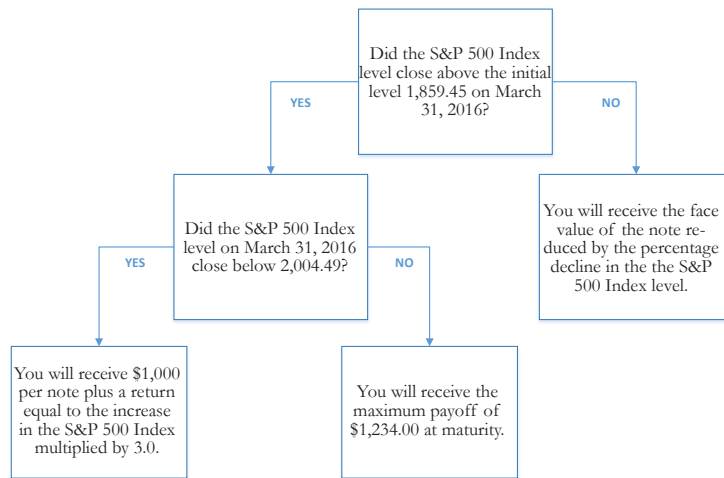 Did the S&P 500 Index
level close above the initial
level 1,859.45 on March
31, 2016?
YES
NO
Did the S&P 500 Index
level on March 31, 2016
close below 2,004.49?
You will receive the face
value of the note re-
duced by the percentage
decline in the the S&P
500 Index level.
YES
NO
You will receive $1,000
per note plus a return
equal to the increase
in the S&P 500 Index
multiplied by 3.0.
You will receive the
maximum payoff of
$1,234.00 at maturity.